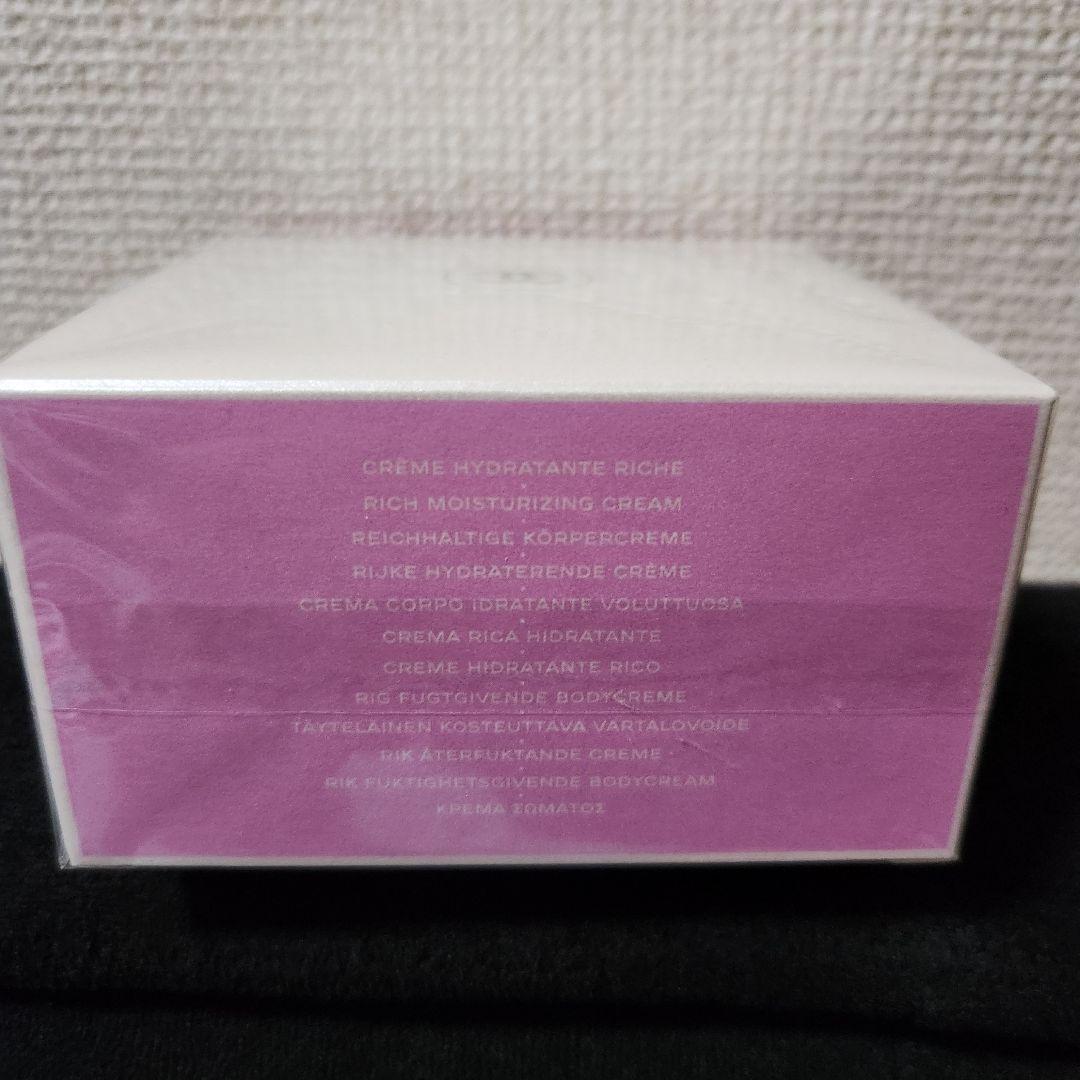 CRÈME HYDRATANTE RICHE
RICH MOISTURIZING CREAM
REICHHALTIGE KÖRPERCREME
RIJKE HYDRATERENDE CRÈME
CREMA CORPO IDRATANTE VOLUTTUOSA
CREMA RICA HIDRATANTE
CREME HIDRATANTE RICO
RIG FUGTGIVENDE BODYCREME
TÄYTELÄINEN KOSTEUTTAVA VARTALOVOIDE
RIK ÅTERFUKTANDE CREME
RIK FUKTIGHETSGIVENDE BODYCREAM
ΚΡΕΜΑ ΣΩΜΑΤΟΣ